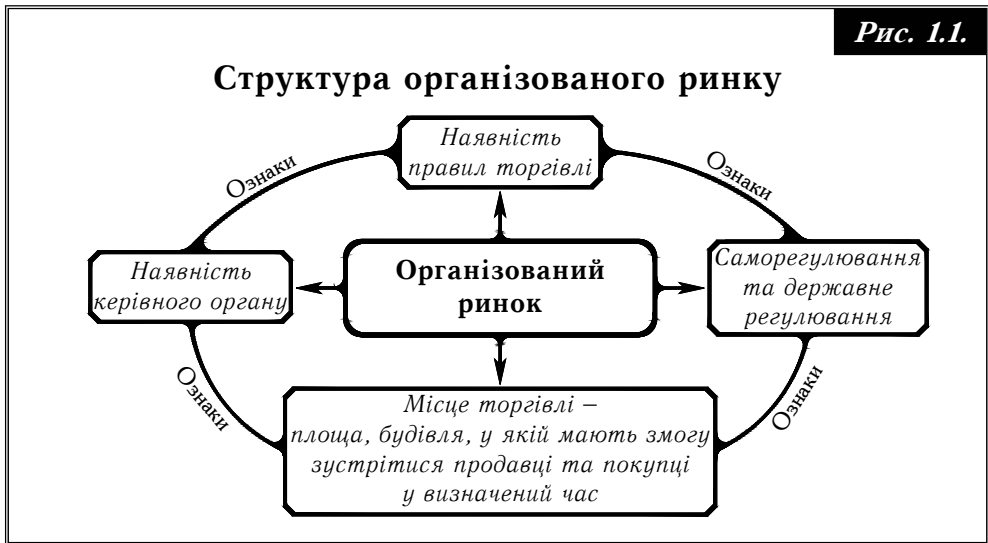 Рис. 1.1.
Структура організованого ринку
Наявність
правил торгівлі
Ознаки
Ознаки
Наявність
керівного органу
Організований
ринок
Саморегулювання
та державне
регулювання
Ознаки
Ознаки
Місце торгівлі –
площа, будівля, у якій мають змогу
зустрітися продавці та покупці
у визначений час